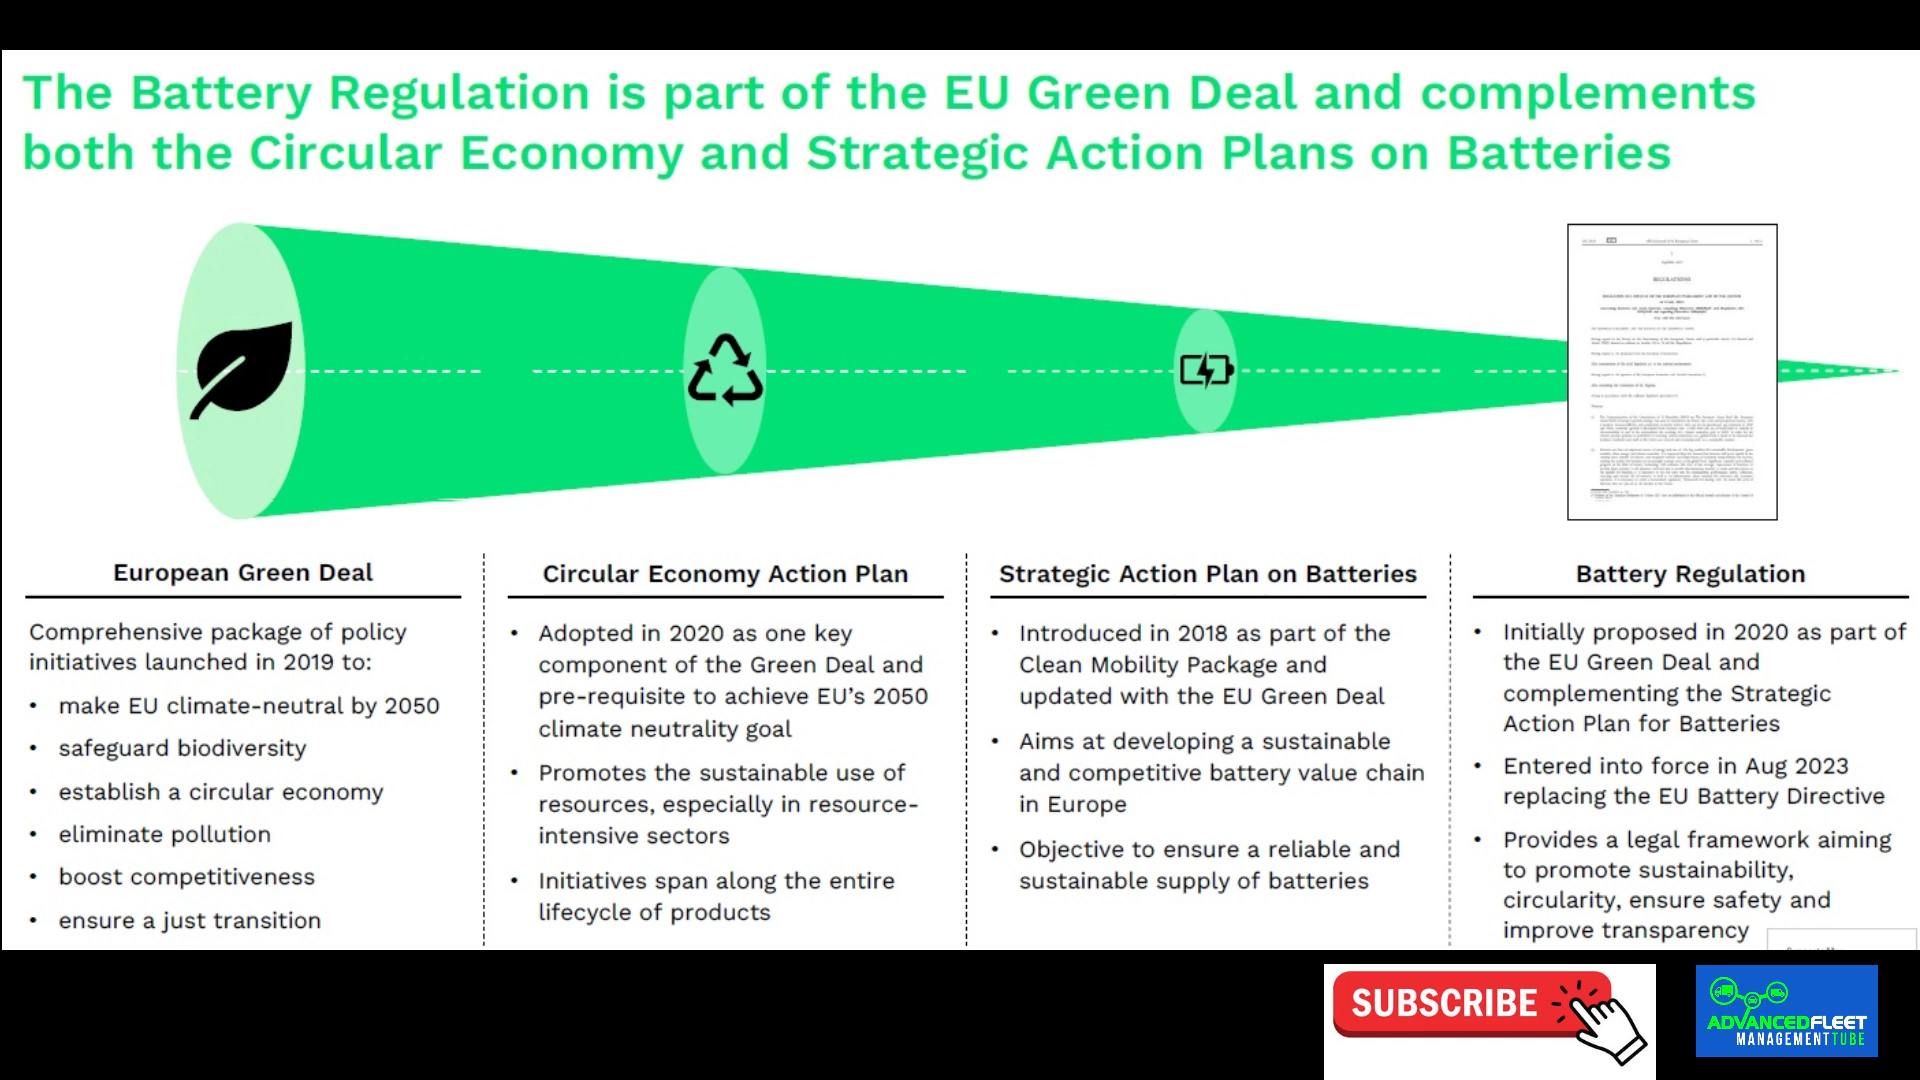 The Battery Regulation is part of the EU Green Deal and complements
both the Circular Economy and Strategic Action Plans on Batteries
REGULATIONS
European Green Deal
Comprehensive package of policy
initiatives launched in 2019 to:
• make EU climate-neutral by 2050
• safeguard biodiversity
• establish a circular economy
• eliminate pollution
• boost competitiveness
• ensure a just transition
Circular Economy Action Plan
• Adopted in 2020 as one key
component of the Green Deal and
pre-requisite to achieve EU’s 2050
climate neutrality goal
• Promotes the sustainable use of
resources, especially in resource-
intensive sectors
• Initiatives span along the entire
lifecycle of products
Strategic Action Plan on Batteries
• Introduced in 2018 as part of the
Clean Mobility Package and
updated with the EU Green Deal
• Aims at developing a sustainable
and competitive battery value chain
in Europe
• Objective to ensure a reliable and
sustainable supply of batteries
Battery Regulation
• Initially proposed in 2020 as part of
the EU Green Deal and
complementing the Strategic
Action Plan for Batteries
• Entered into force in Aug 2023
replacing the EU Battery Directive
• Provides a legal framework aiming
to promote sustainability,
circularity, ensure safety and
improve transparency
SUBSCRIBE
ADVANCEDFLEET
MANAGEMENTTUBE